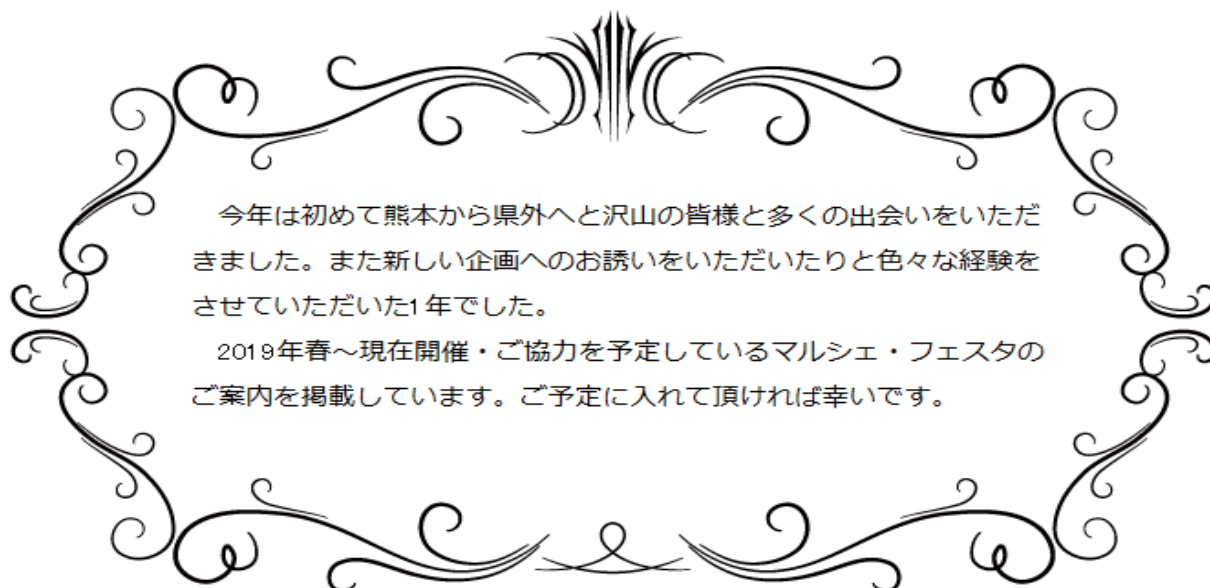 今年は初めて熊本から県外へと沢山の皆様と多くの出会いをいただ
きました。また新しい企画へのお誘いをいただいたりと色々な経験を
させていただいた1年でした。
　2019年春～現在開催・ご協力を予定しているマルシェ・フェスタの
ご案内を掲載しています。ご予定に入れて頂ければ幸いです。